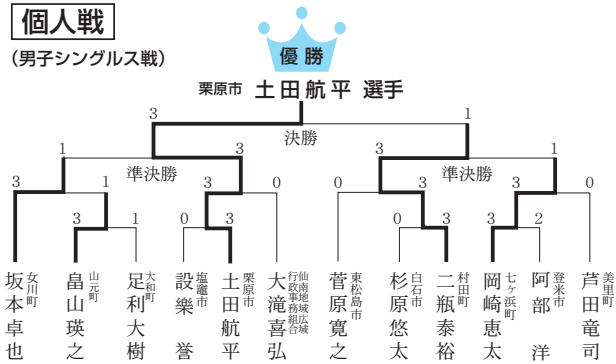 個人戦
(男子シングルス戦)
優勝
栗原市 土田航平 選手
3 1
決勝
1 3 3 1
準決勝 準決勝
3 1 3 0 0 3 3 0
3 1 0 3 0 3 3 2
女川町 坂本卓也
山元町 畠山瑛之
大和町 足利大樹
塩竈市 設樂 誉
栗原市 土田航平
仙南地域広域行政事務組合 大滝喜弘
東松島市 菅原寛之
白石市 杉原悠太
村田町 二瓶泰裕
七ヶ浜町 岡崎恵太
登米市 阿部 洋
美里町 芦田竜司